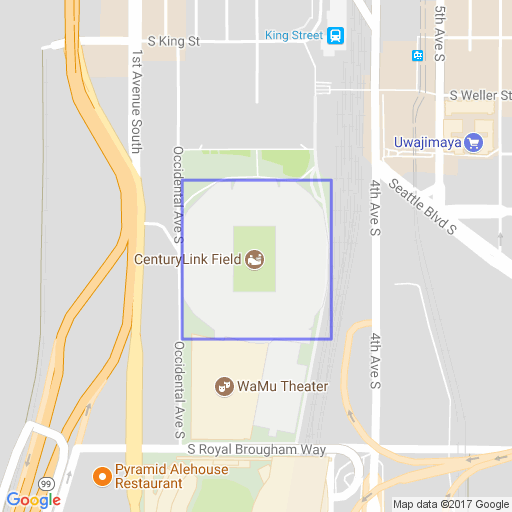 5th Ave S
King Street
S King St
1st Avenue South
S Weller St
Uwajimaya
Occidental Ave S
Seattle Blvd S
4th Ave S
CenturyLink Field
Occidental Ave S
4th Ave S
WaMu Theater
S Royal Brougham Way
Pyramid Alehouse
Restaurant
99
Google
Map data ©2017 Google